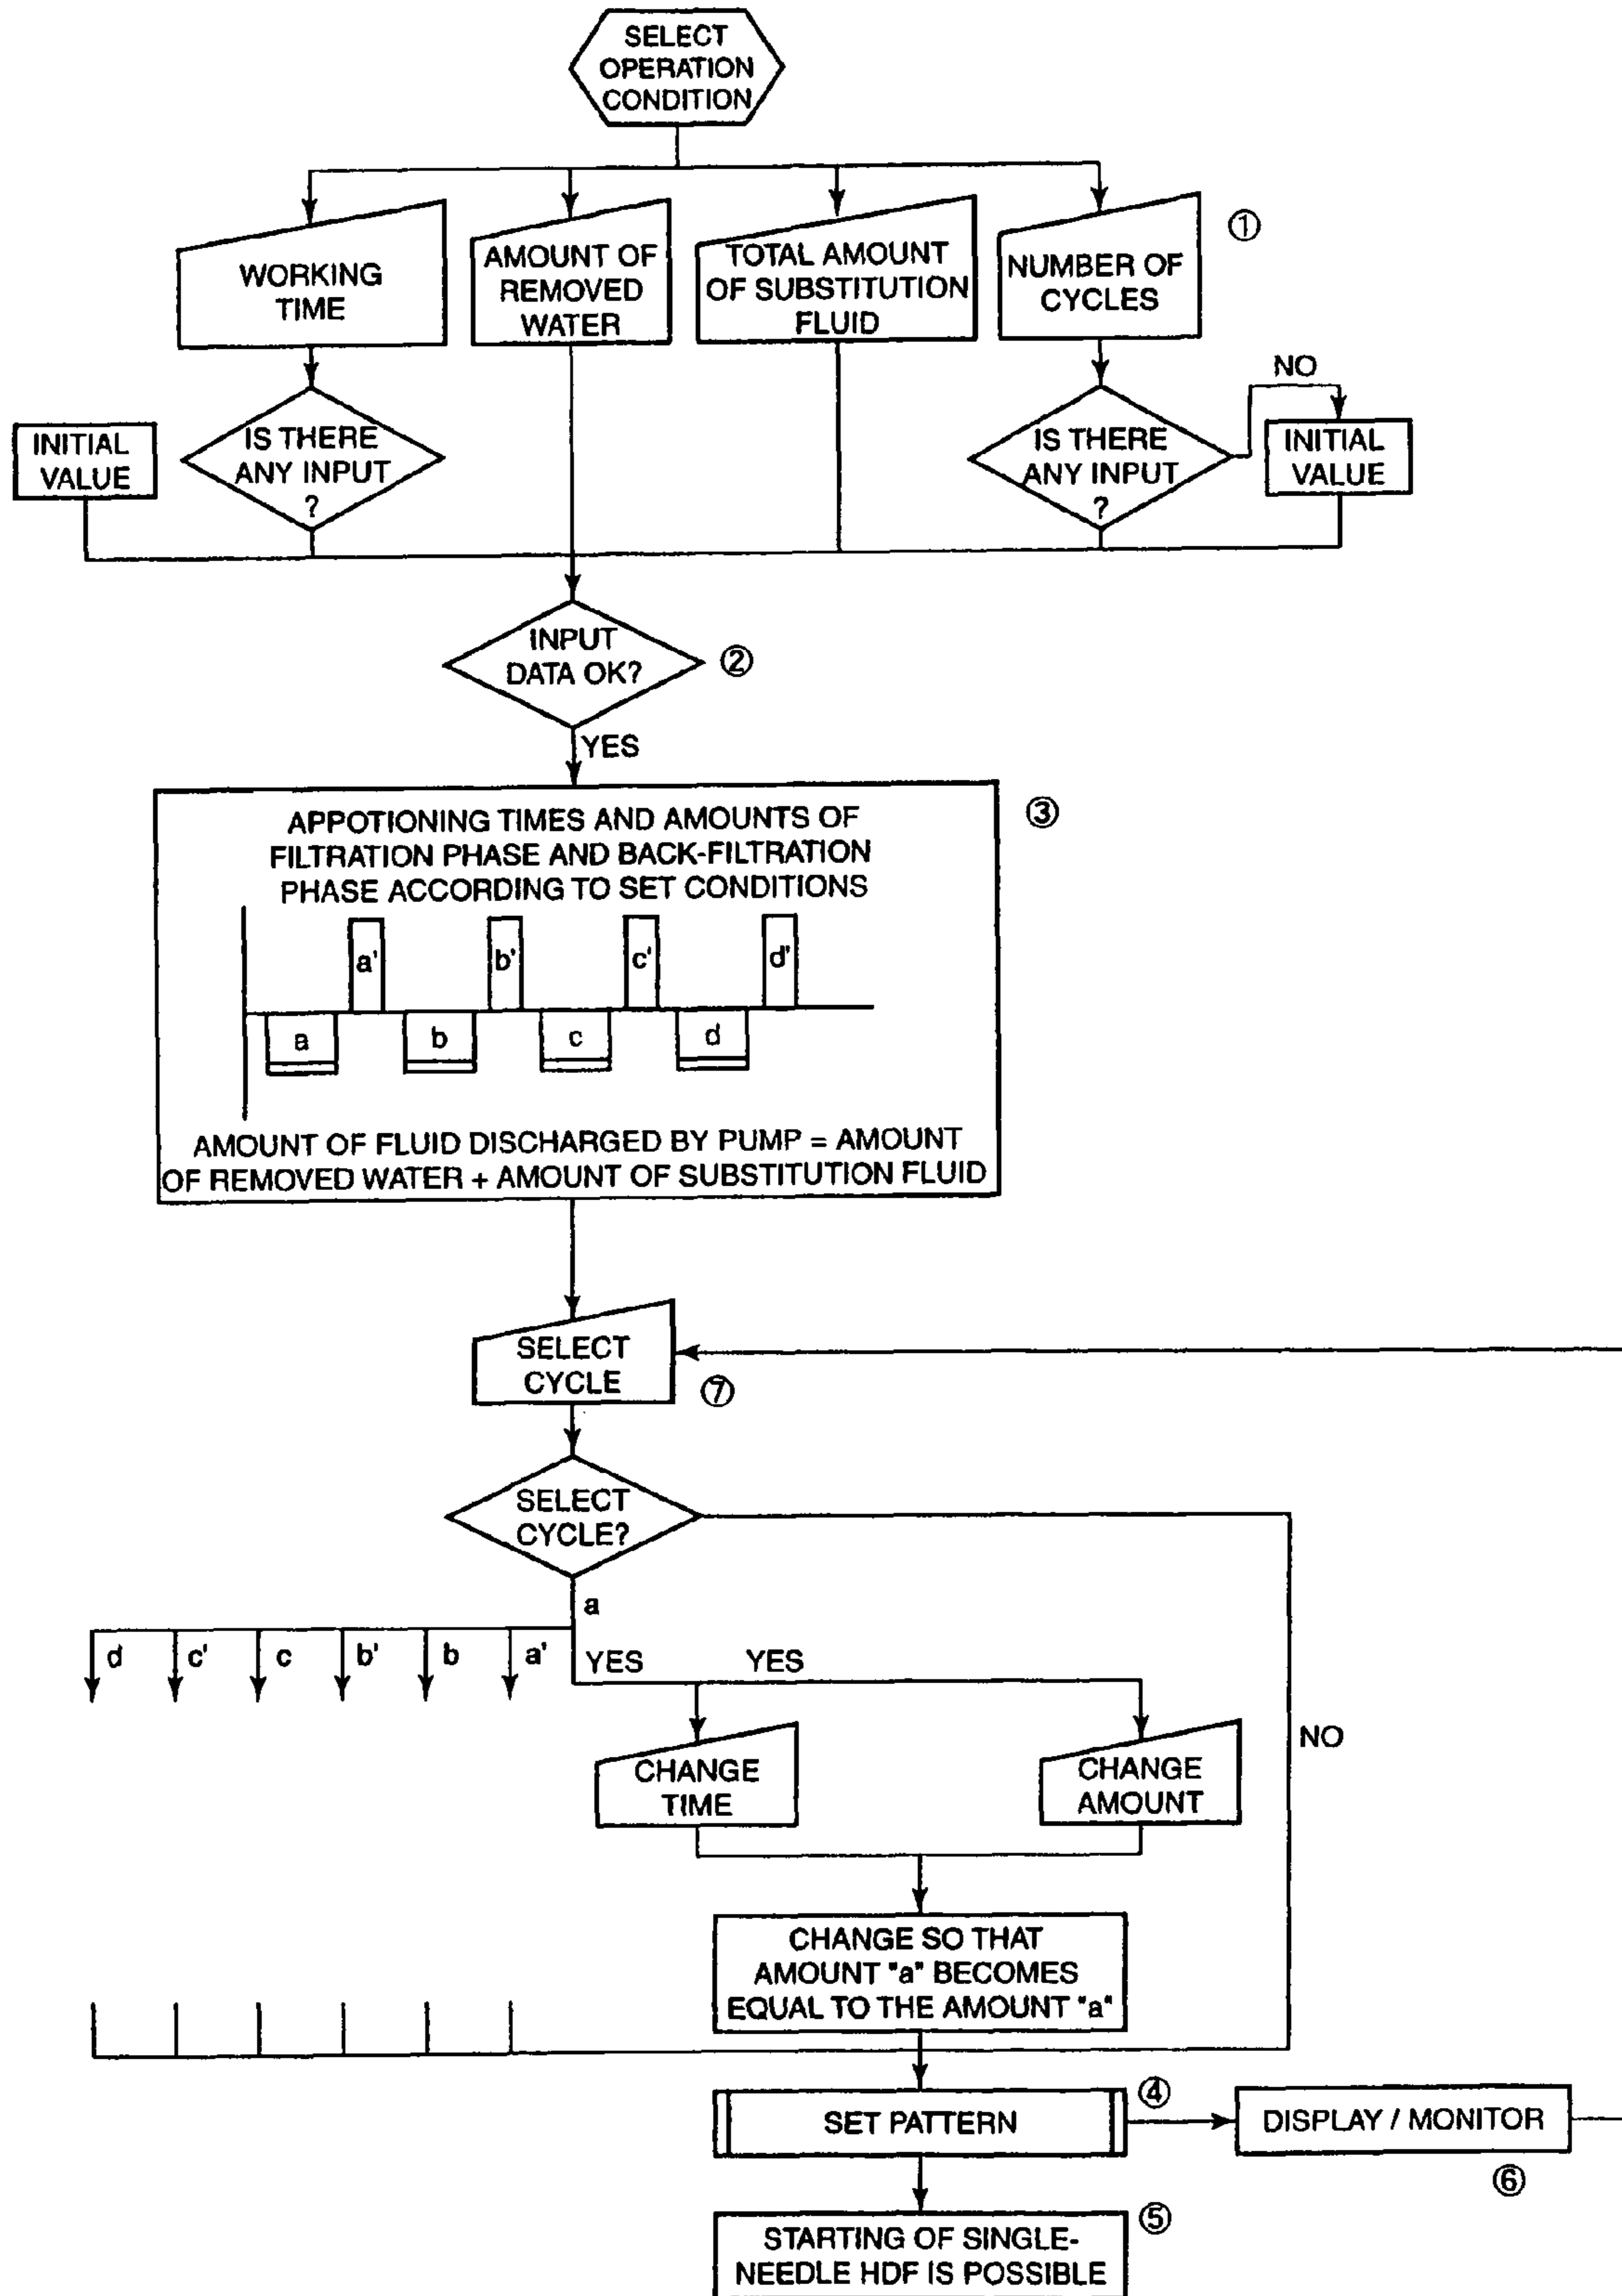 SELECT
OPERATION
CONDITION
WORKING
TIME
AMOUNT OF
REMOVED
WATER
TOTAL AMOUNT
OF SUBSTITUTION
FLUID
NUMBER OF
CYCLES
①
INITIAL
VALUE
IS THERE
ANY INPUT
?
IS THERE
ANY INPUT
?
NO
INITIAL
VALUE
INPUT
DATA OK?
②
YES
APPOTIONING TIMES AND AMOUNTS OF
FILTRATION PHASE AND BACK-FILTRATION
PHASE ACCORDING TO SET CONDITIONS
③
a' b' c' d'
a b c d
AMOUNT OF FLUID DISCHARGED BY PUMP = AMOUNT
OF REMOVED WATER + AMOUNT OF SUBSTITUTION FLUID
SELECT
CYCLE
⑦
SELECT
CYCLE?
a
d c' c b' b a'
YES YES
NO
CHANGE
TIME
CHANGE
AMOUNT
CHANGE SO THAT
AMOUNT "a" BECOMES
EQUAL TO THE AMOUNT "a"
SET PATTERN
④
DISPLAY / MONITOR
⑥
⑤
STARTING OF SINGLE-
NEEDLE HDF IS POSSIBLE